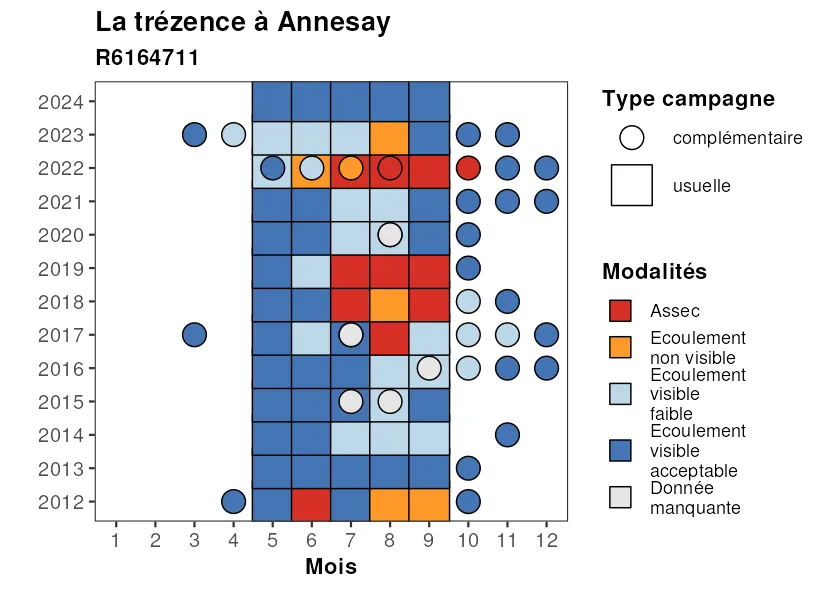 La trézence à Annesay
R6164711
2024
2023
2022
2021
2020
2019
2018
2017
2016
2015
2014
2013
2012
1 2 3 4 5 6 7 8 9 10 11 12
Mois
Type campagne
complémentaire
usuelle
Modalités
Assec
Ecoulement
non visible
Ecoulement
visible
faible
Ecoulement
visible
acceptable
Donnée
manquante